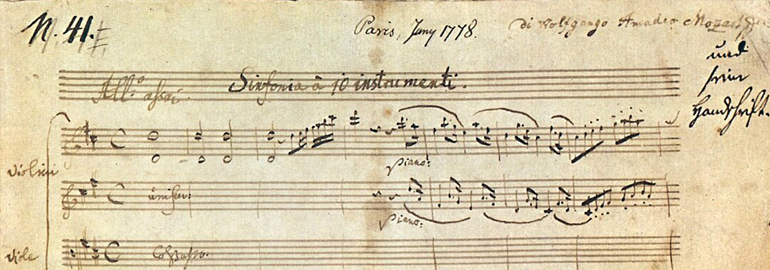 N. 41.
Paris, Juny 1778.
di Wolfgango Amadeo Mozart
und
seine
Handschrift.
All.º assai.
Sinfonia à 10 instrumenti.
violini
piano:
unisoni:
piano:
viole
Col Basso.